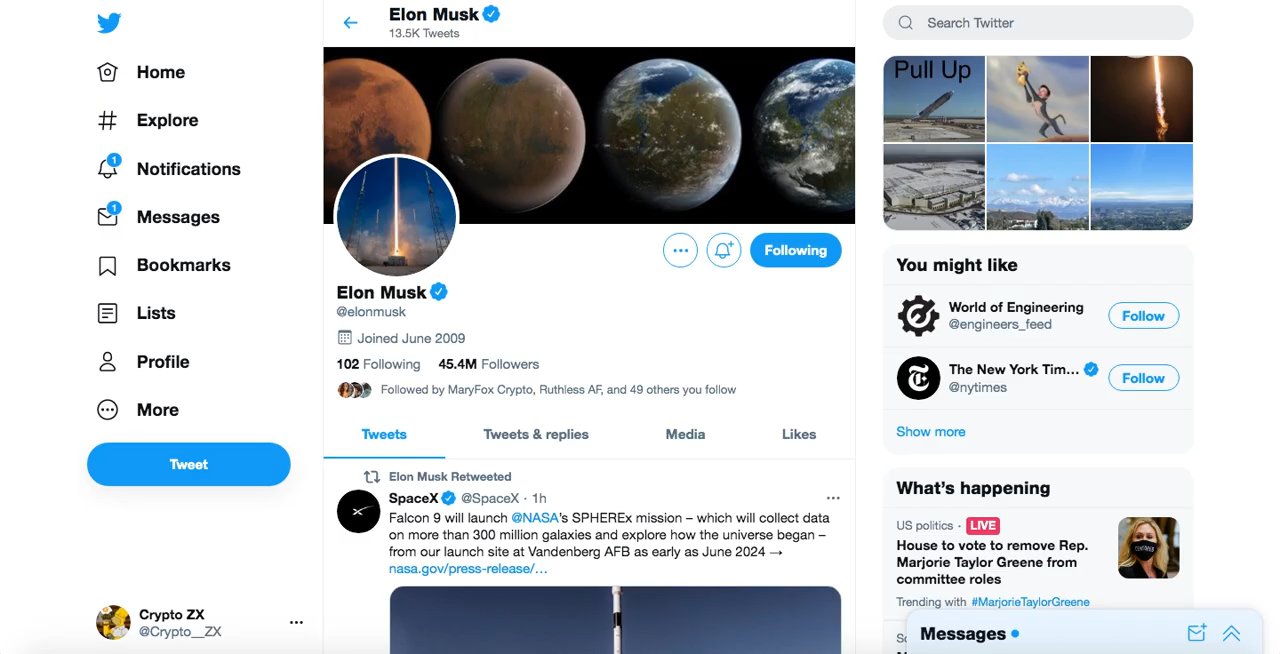 Home
Explore
1
Notifications
1
Messages
Bookmarks
Lists
Profile
More
Tweet
Crypto ZX
@Crypto__ZX
Elon Musk
13.5K Tweets
Following
Elon Musk
@elonmusk
Joined June 2009
102 Following 45.4M Followers
Followed by MaryFox Crypto, Ruthless AF, and 49 others you follow
Tweets
Tweets & replies
Media
Likes
Elon Musk Retweeted
SpaceX @SpaceX · 1h
Falcon 9 will launch @NASA's SPHEREx mission – which will collect data
on more than 300 million galaxies and explore how the universe began –
from our launch site at Vandenberg AFB as early as June 2024 →
nasa.gov/press-release/…
Search Twitter
Pull Up
You might like
World of Engineering
@engineers_feed
Follow
The New York Tim...
@nytimes
Follow
Show more
What's happening
US politics · LIVE
House to vote to remove Rep.
Marjorie Taylor Greene from
committee roles
CENSORED
Trending with #MarjorieTaylorGreene
Messages